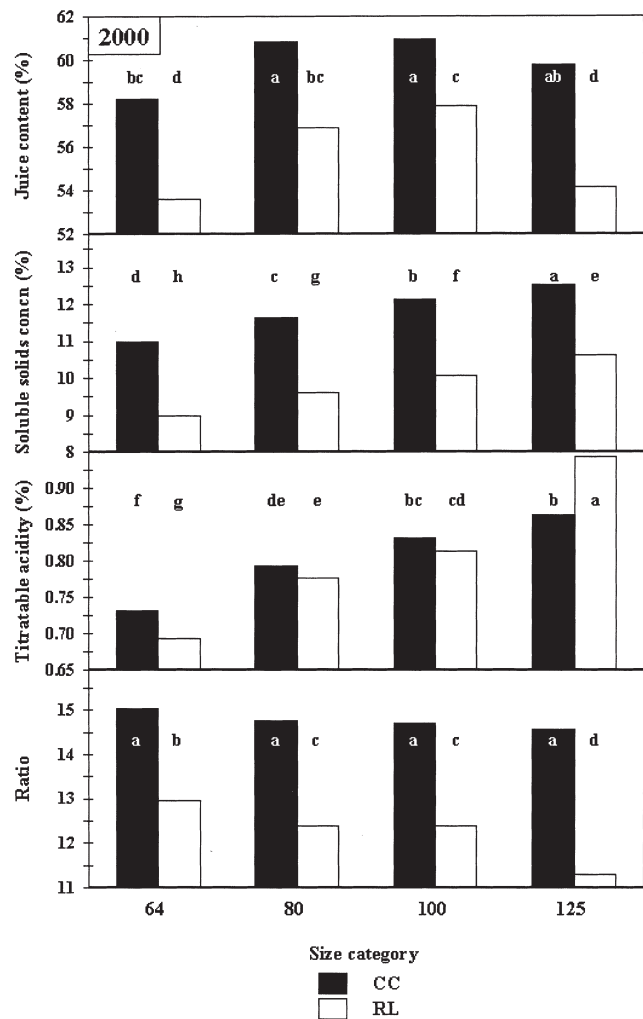 2000
Juice content (%)
62
60
58
56
54
52
bc d a bc a c ab d
Soluble solids concn (%)
13
12
11
10
9
8
d h c g b f a e
Titratable acidity (%)
0.90
0.85
0.80
0.75
0.70
0.65
f g de e bc cd b a
Ratio
15
14
13
12
11
a b a c a c a d
64 80 100 125
Size category
CC
RL